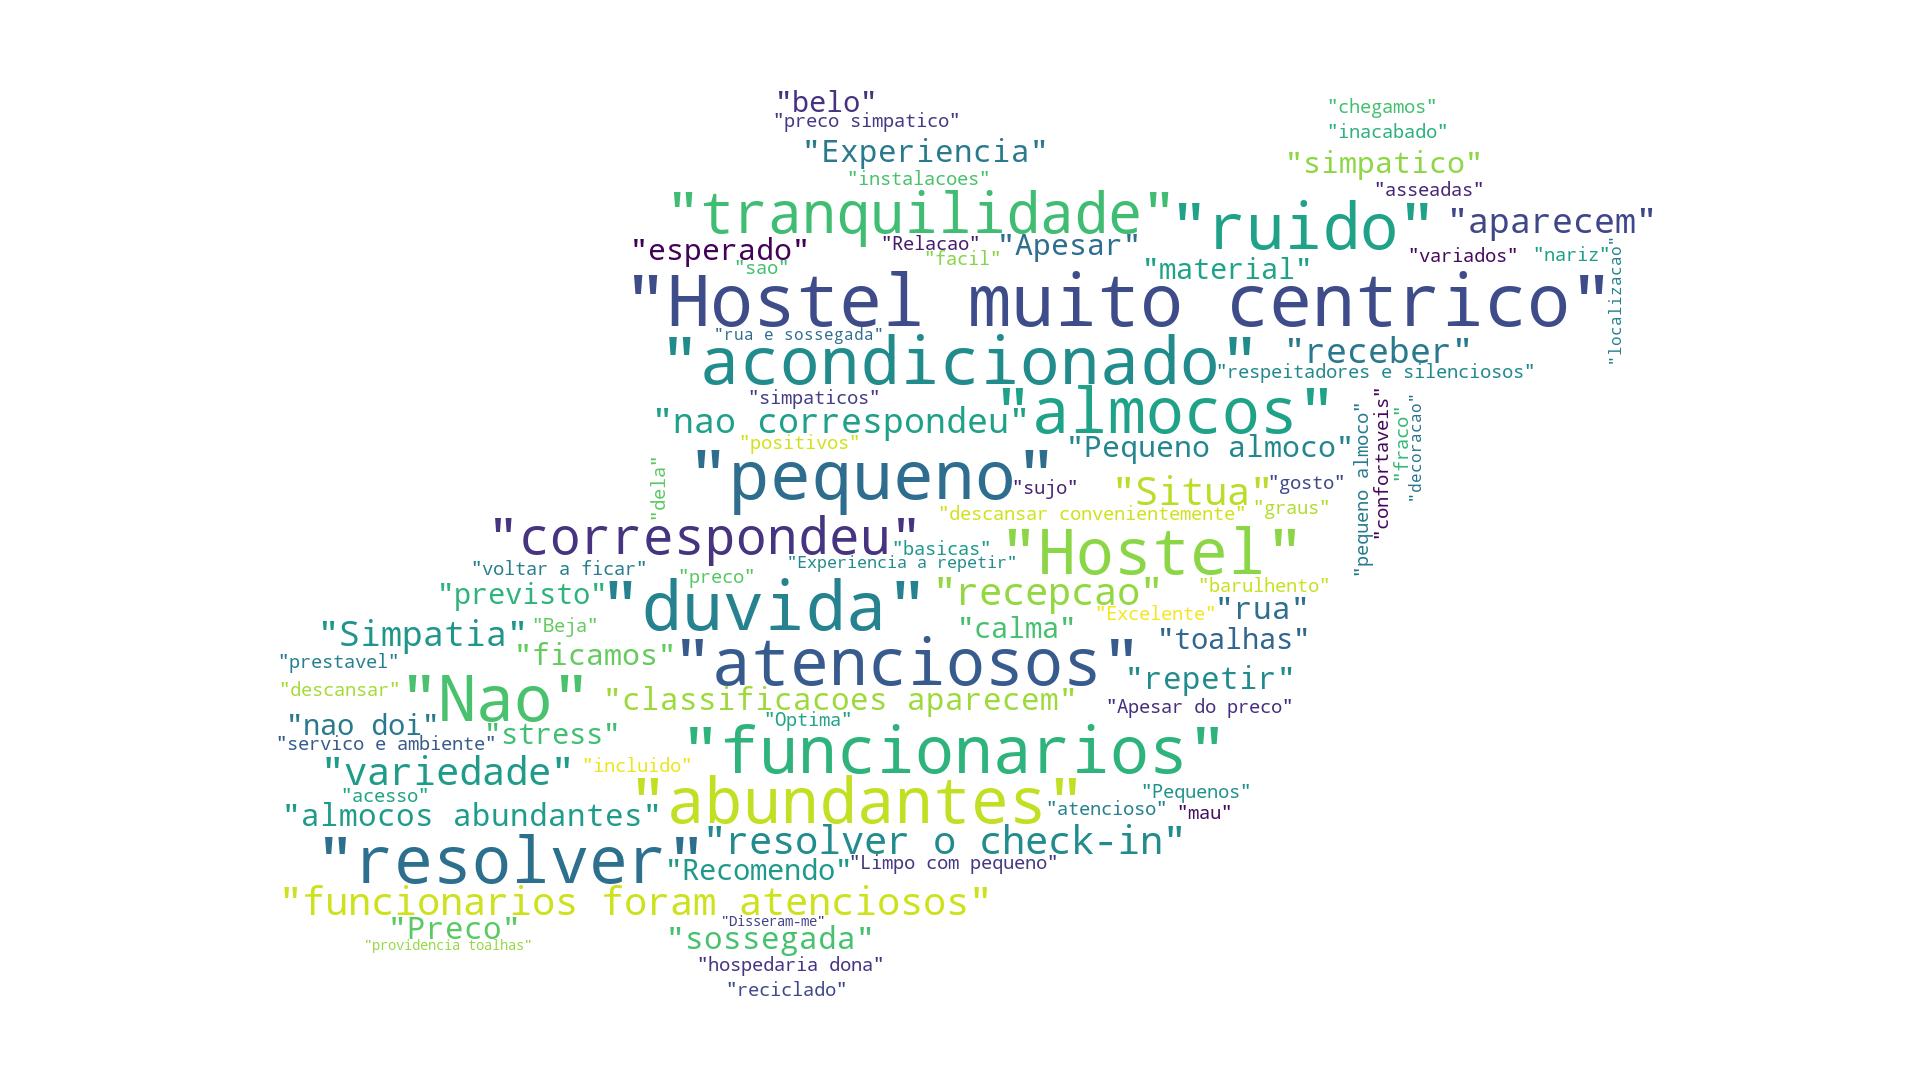 "belo"
"preco simpatico"
"chegamos"
"inacabado"
"Experiencia"
"simpatico"
"instalacoes"
"asseadas"
"tranquilidade"
"ruido"
"aparecem"
"esperado"
"Relacao"
"Apesar"
"facil"
"sao"
"material"
"variados"
"nariz"
"localizacao"
"Hostel muito centrico"
"rua e sossegada"
"acondicionado"
"receber"
"respeitadores e silenciosos"
"simpaticos"
"almocos"
"nao correspondeu"
"positivos"
"Pequeno almoco"
"pequeno almoco"
"confortaveis"
"fraco"
"decoracao"
"dela"
"pequeno"
"sujo"
"Situa"
"gosto"
"graus"
"descansar convenientemente"
"correspondeu"
"basicas"
"Hostel"
"voltar a ficar"
"preco"
"Experiencia a repetir"
"previsto"
"duvida"
"recepcao"
"barulhento"
"Excelente"
"rua"
"Simpatia"
"Beja"
"calma"
"toalhas"
"prestavel"
"ficamos"
"atenciosos"
"repetir"
"descansar"
"Nao"
"classificacoes aparecem"
"Apesar do preco"
"nao doi"
"Optima"
"stress"
"servico e ambiente"
"funcionarios"
"variedade"
"incluido"
"acesso"
"abundantes"
"Pequenos"
"almocos abundantes"
"atencioso"
"mau"
"resolver"
"resolver o check-in"
"Recomendo"
"Limpo com pequeno"
"funcionarios foram atenciosos"
"Preco"
"Disseram-me"
"providencia toalhas"
"sossegada"
"hospedaria dona"
"reciclado"